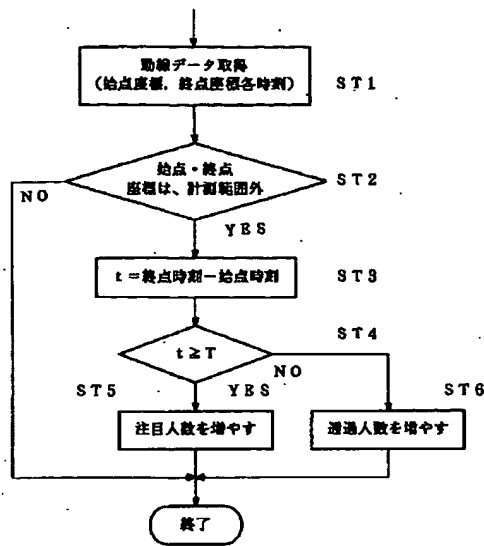 動線データ取得
（始点座標，終点座標各時刻）
ST1
始点・終点
座標は、計測範囲外
ST2
NO
YES
t＝終点時刻－始点時刻
ST3
t≧T
ST4
NO
YES
ST5
ST6
注目人数を増やす
通過人数を増やす
終了